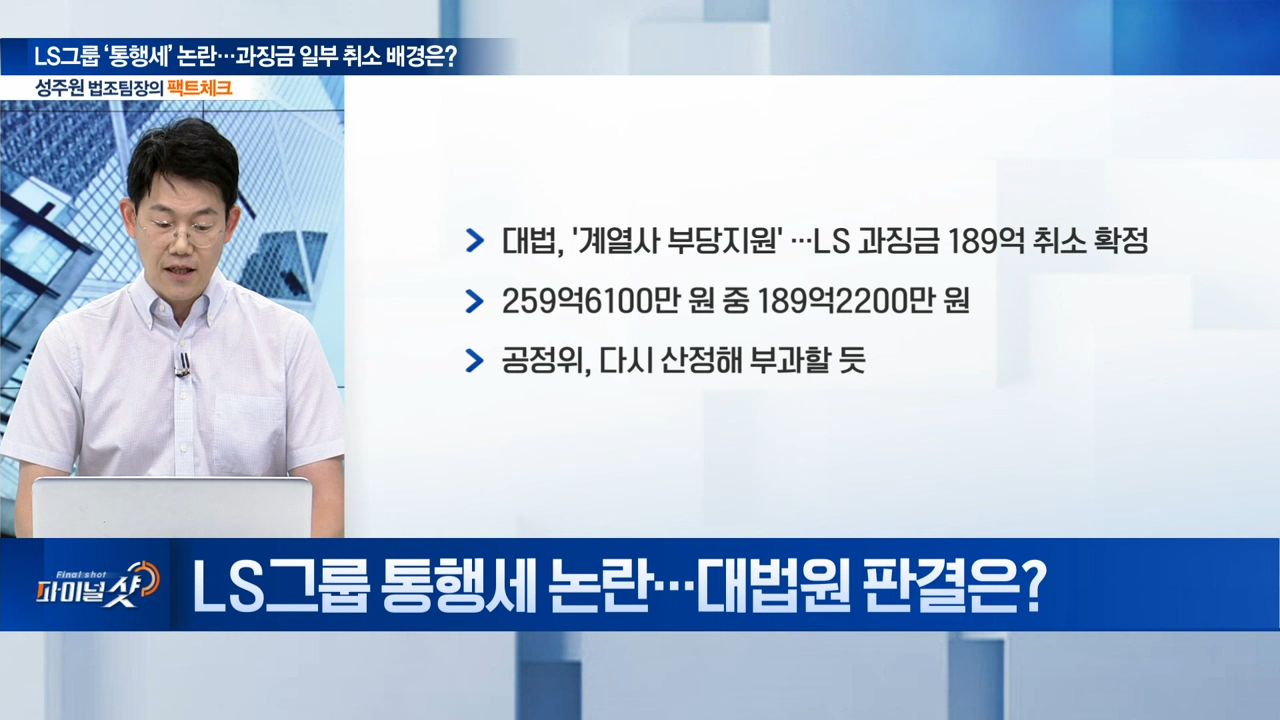 LS그룹 ‘통행세’ 논란…과징금 일부 취소 배경은?
성주원 법조팀장의 팩트체크
대법, '계열사 부당지원' …LS 과징금 189억 취소 확정
259억6100만 원 중 189억2200만 원
공정위, 다시 산정해 부과할 듯
Final shot
파이널샷
LS그룹 통행세 논란…대법원 판결은?